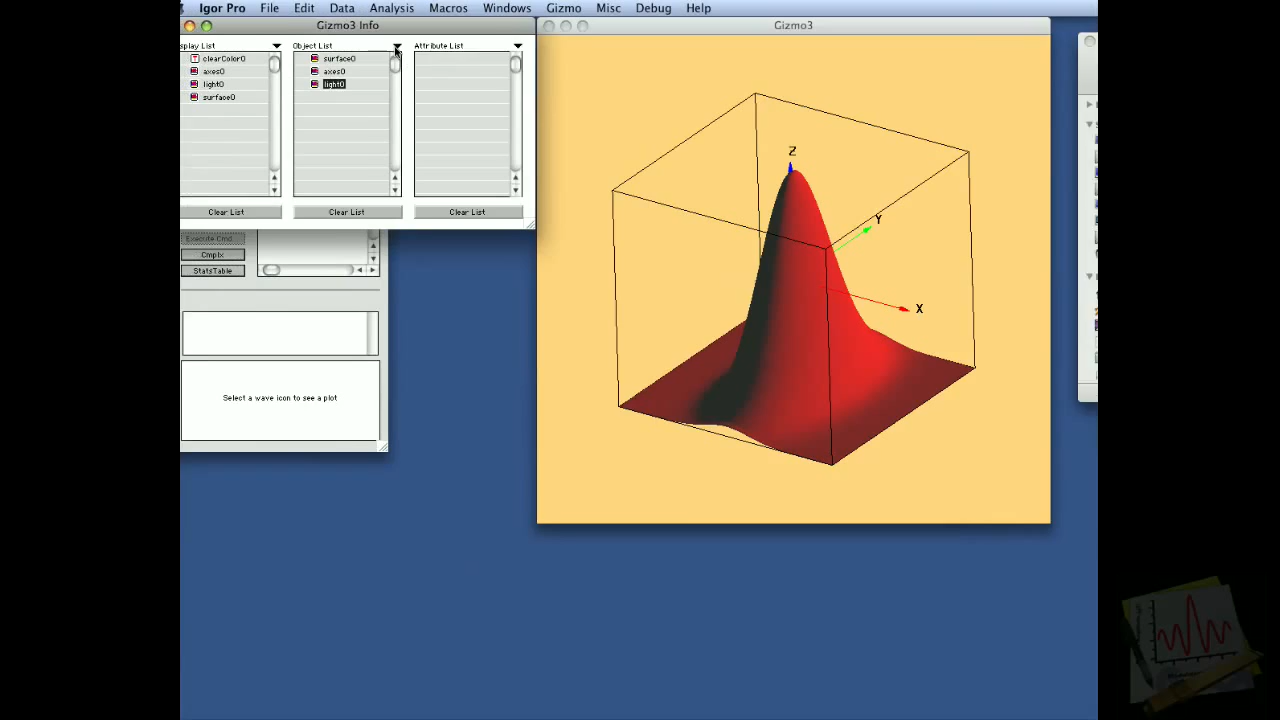 Igor Pro File Edit Data Analysis Macros Windows Gizmo Misc Debug Help
Gizmo3 Info
splay List Object List Attribute List
clearColor0 surface0
axes0 axes0
light0 light0
surface0
Clear List Clear List Clear List
Execute Cmd
Cmplx
StatsTable
Select a wave icon to see a plot
Gizmo3
Z
Y
X